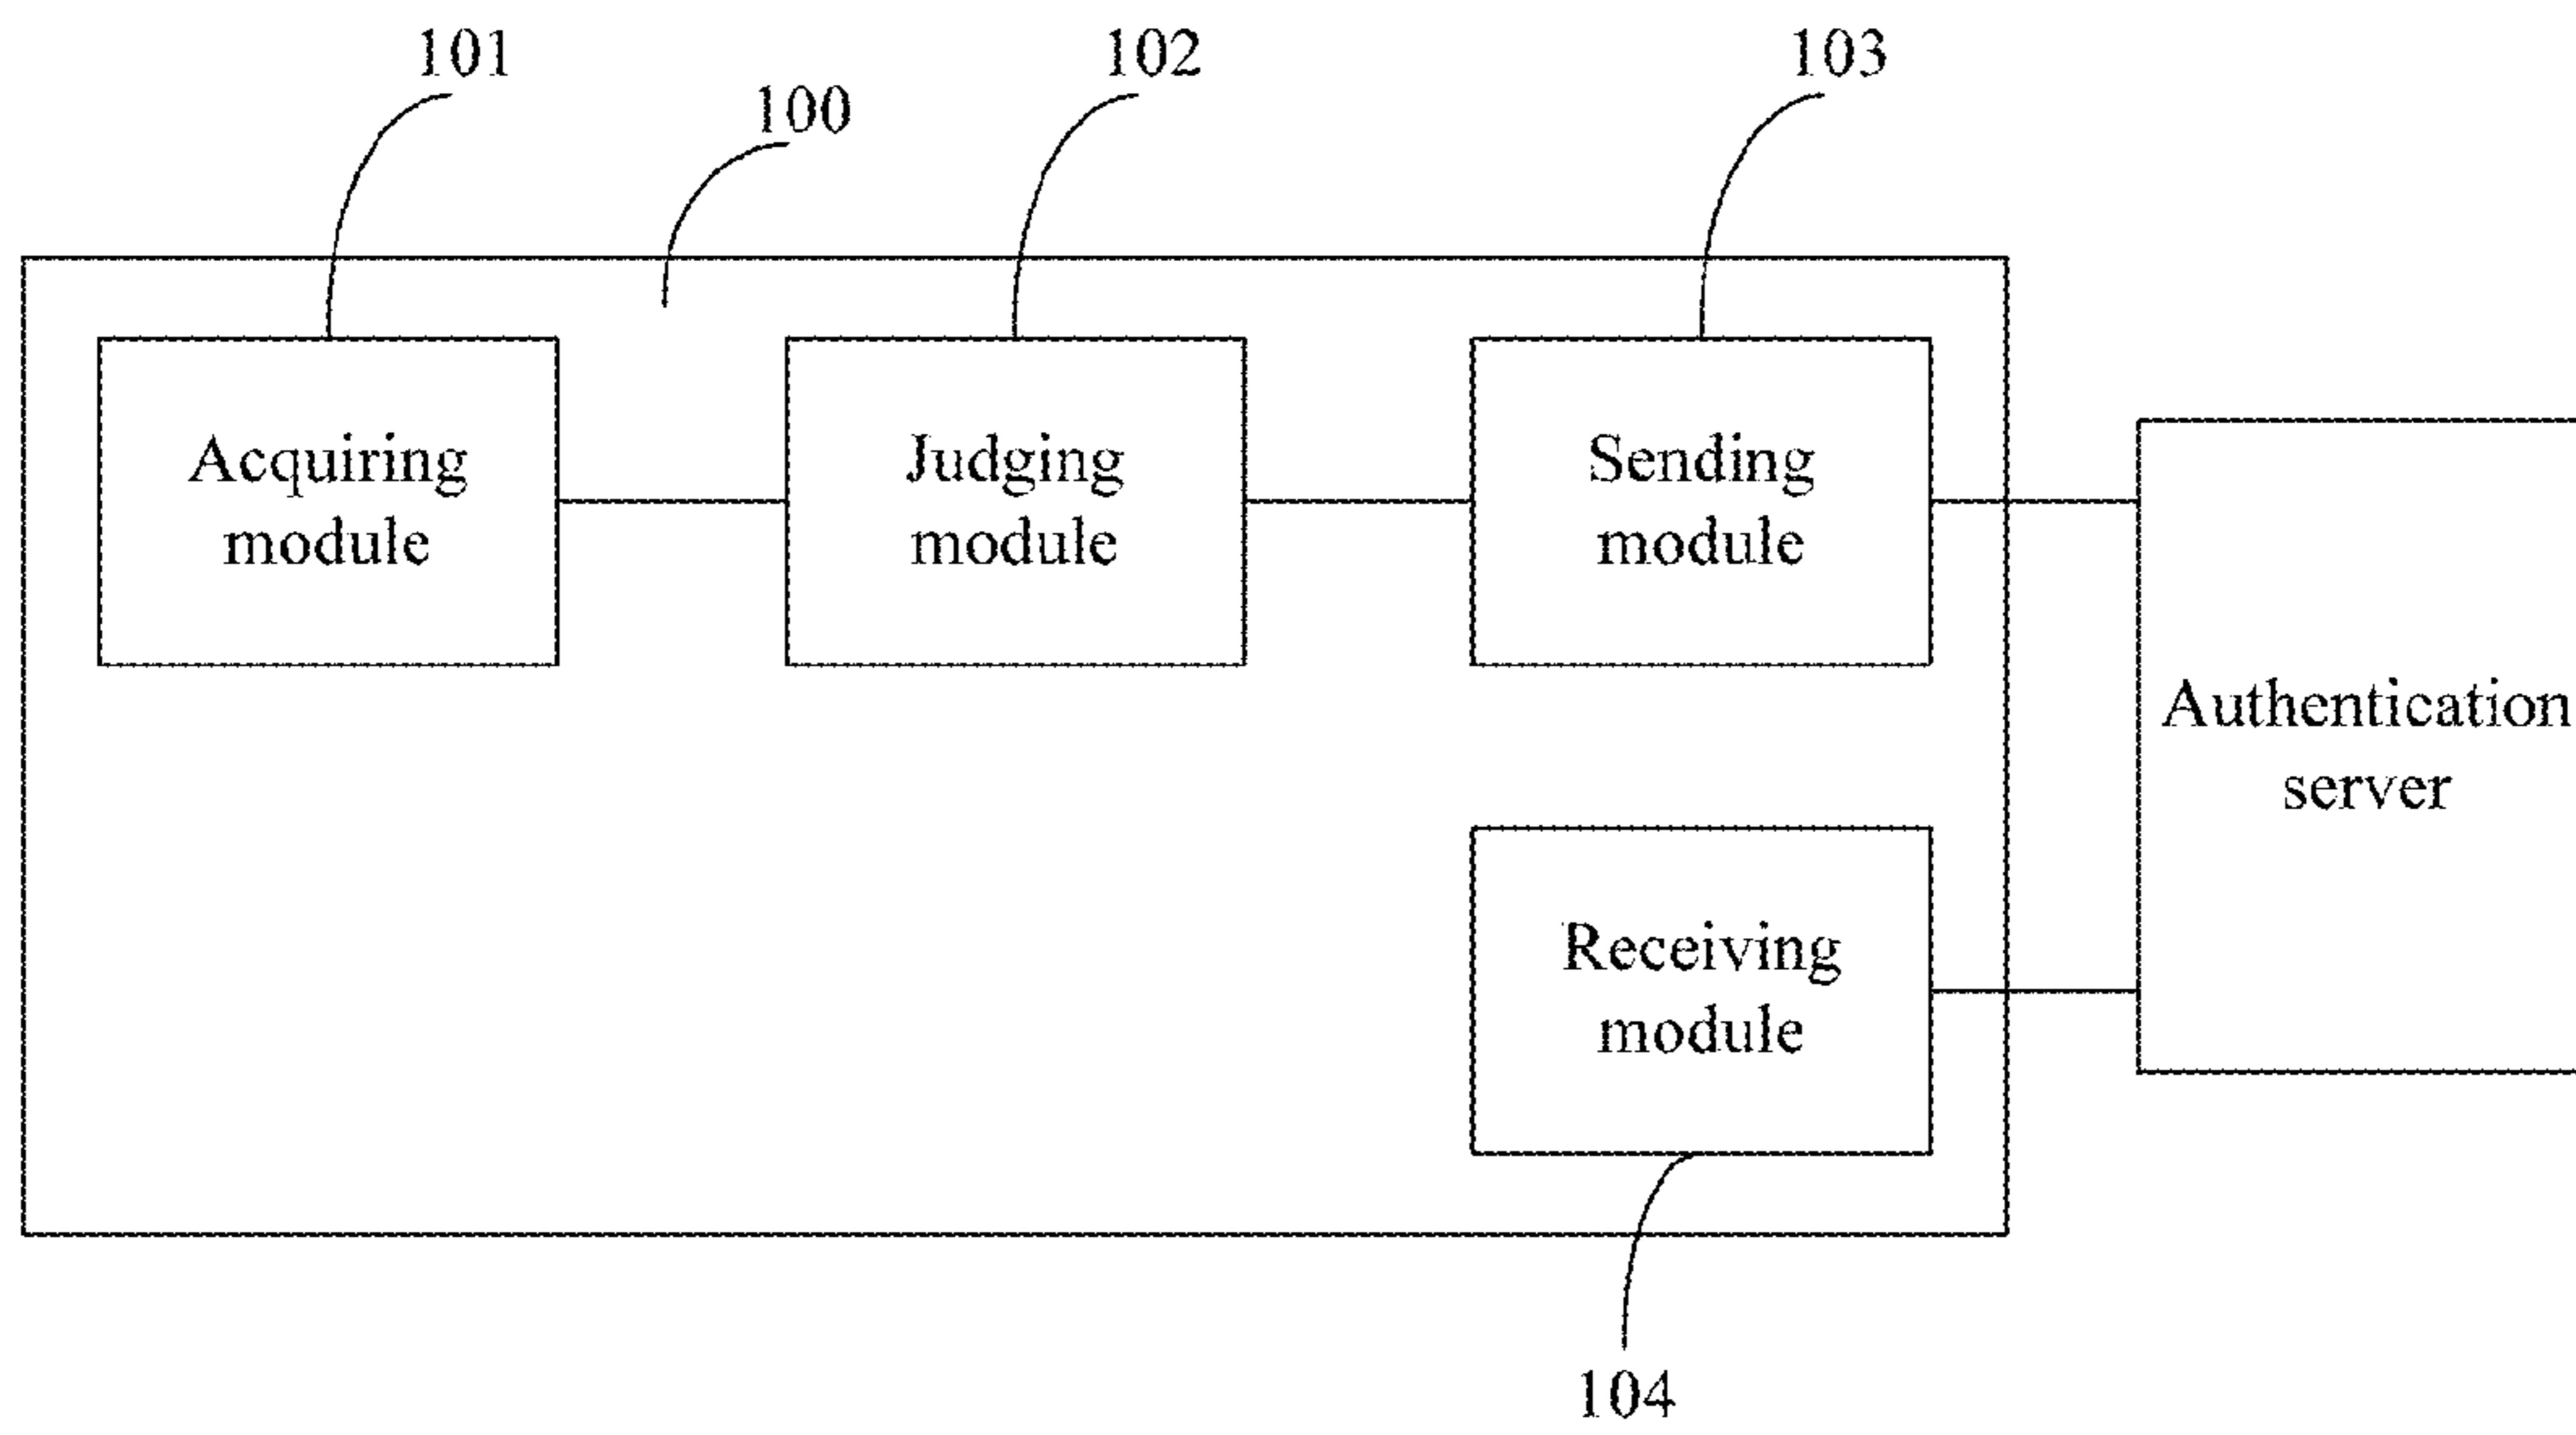 101
100
102
103
Acquiring
module
Judging
module
Sending
module
Authentication
server
Receiving
module
104